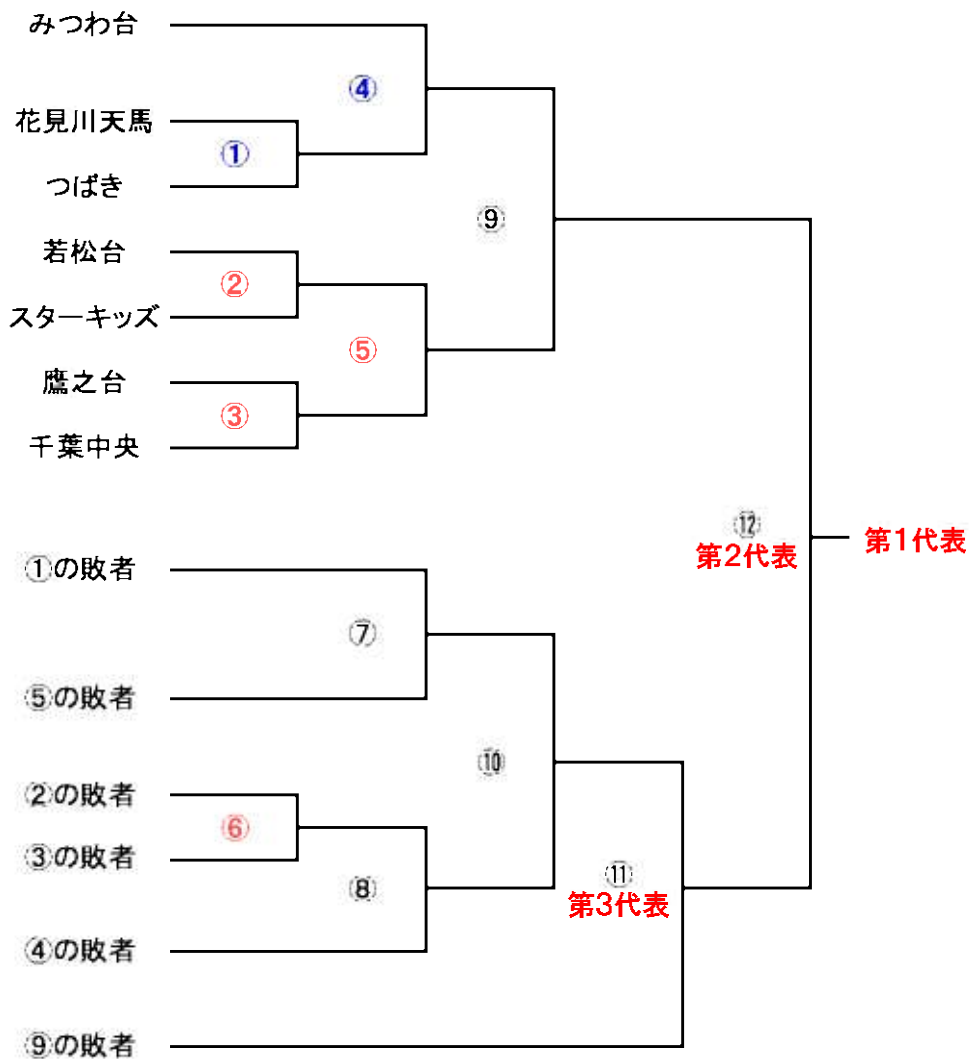 みつわ台
④
花見川天馬
①
つばき
⑨
若松台
②
スターキッズ
⑤
鷹之台
③
千葉中央
⑫
第2代表
第1代表
①の敗者
⑦
⑤の敗者
⑩
②の敗者
⑥
③の敗者
⑪
⑧
第3代表
④の敗者
⑨の敗者